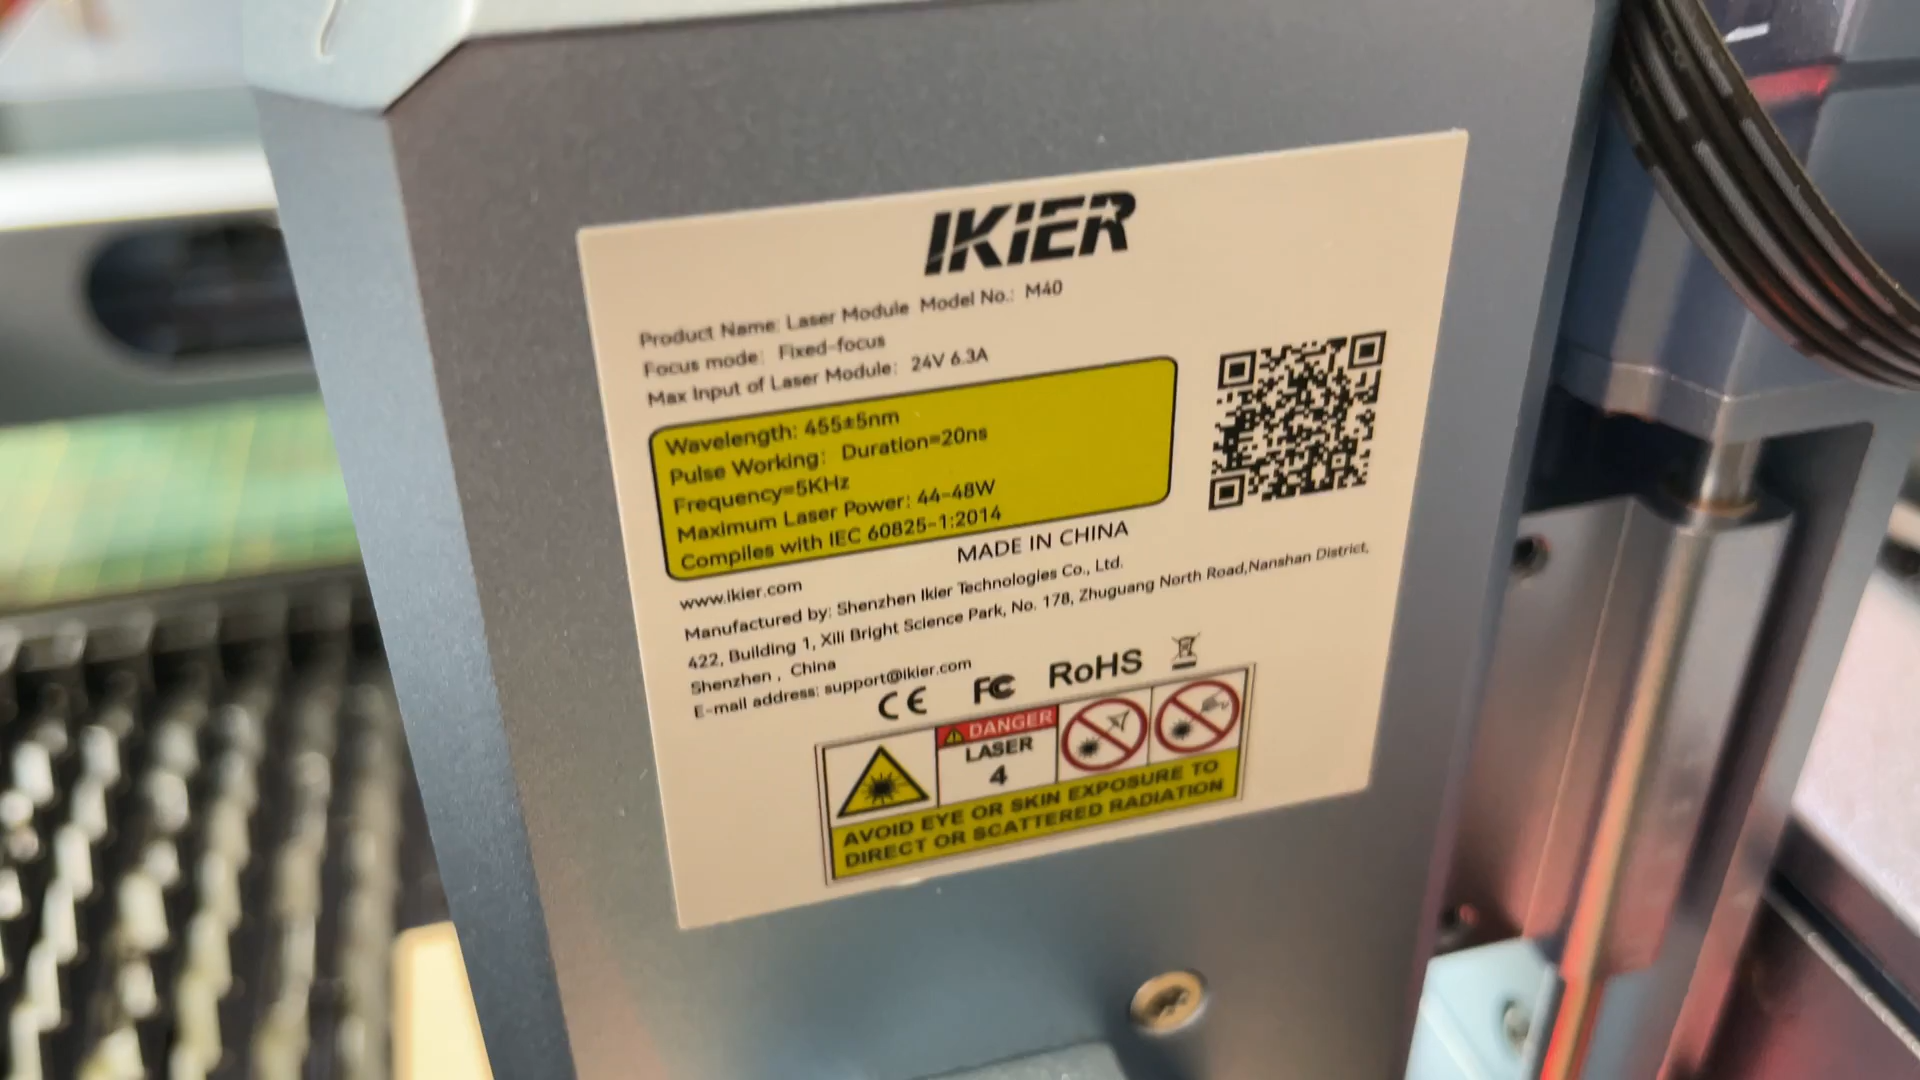 IKIER
Product Name: Laser Module Model No.: M40
Focus mode: Fixed-focus
Max Input of Laser Module: 24V 6.3A
Wavelength: 455±5nm
Pulse Working: Duration=20ns
Frequency=5KHz
Maximum Laser Power: 44-48W
Compiles with IEC 60825-1:2014
MADE IN CHINA
www.ikier.com
Manufactured by: Shenzhen Ikier Technologies Co., Ltd.
422, Building 1, Xili Bright Science Park, No. 178, Zhuguang North Road,Nanshan District,
Shenzhen , China
E-mail address: support@ikier.com
CE FC RoHS
DANGER
LASER
4
AVOID EYE OR SKIN EXPOSURE TO
DIRECT OR SCATTERED RADIATION